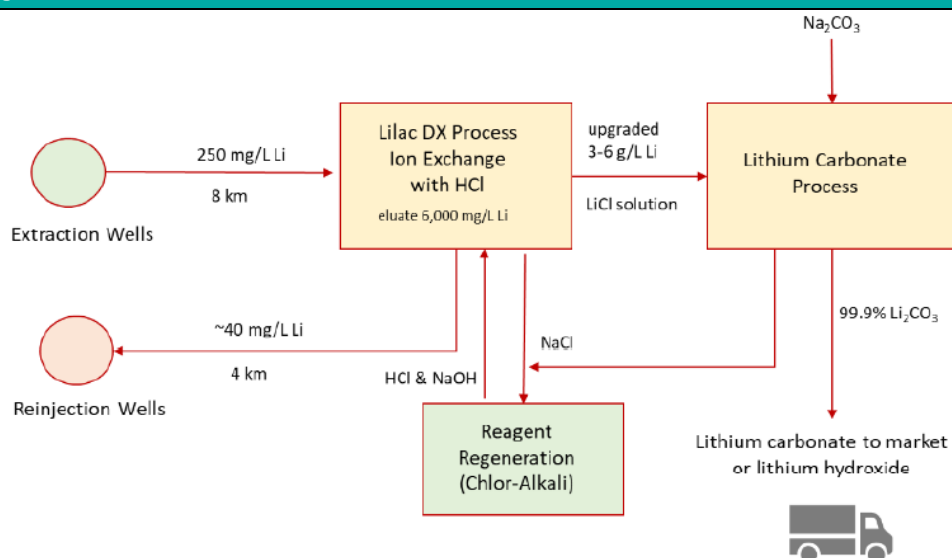 Na₂CO₃
250 mg/L Li
8 km
Extraction Wells
Lilac DX Process
Ion Exchange
with HCl
eluate 6,000 mg/L Li
upgraded
3-6 g/L Li
LiCl solution
Lithium Carbonate
Process
~40 mg/L Li
4 km
Reinjection Wells
HCl & NaOH
NaCl
99.9% Li₂CO₃
Reagent
Regeneration
(Chlor-Alkali)
Lithium carbonate to market
or lithium hydroxide